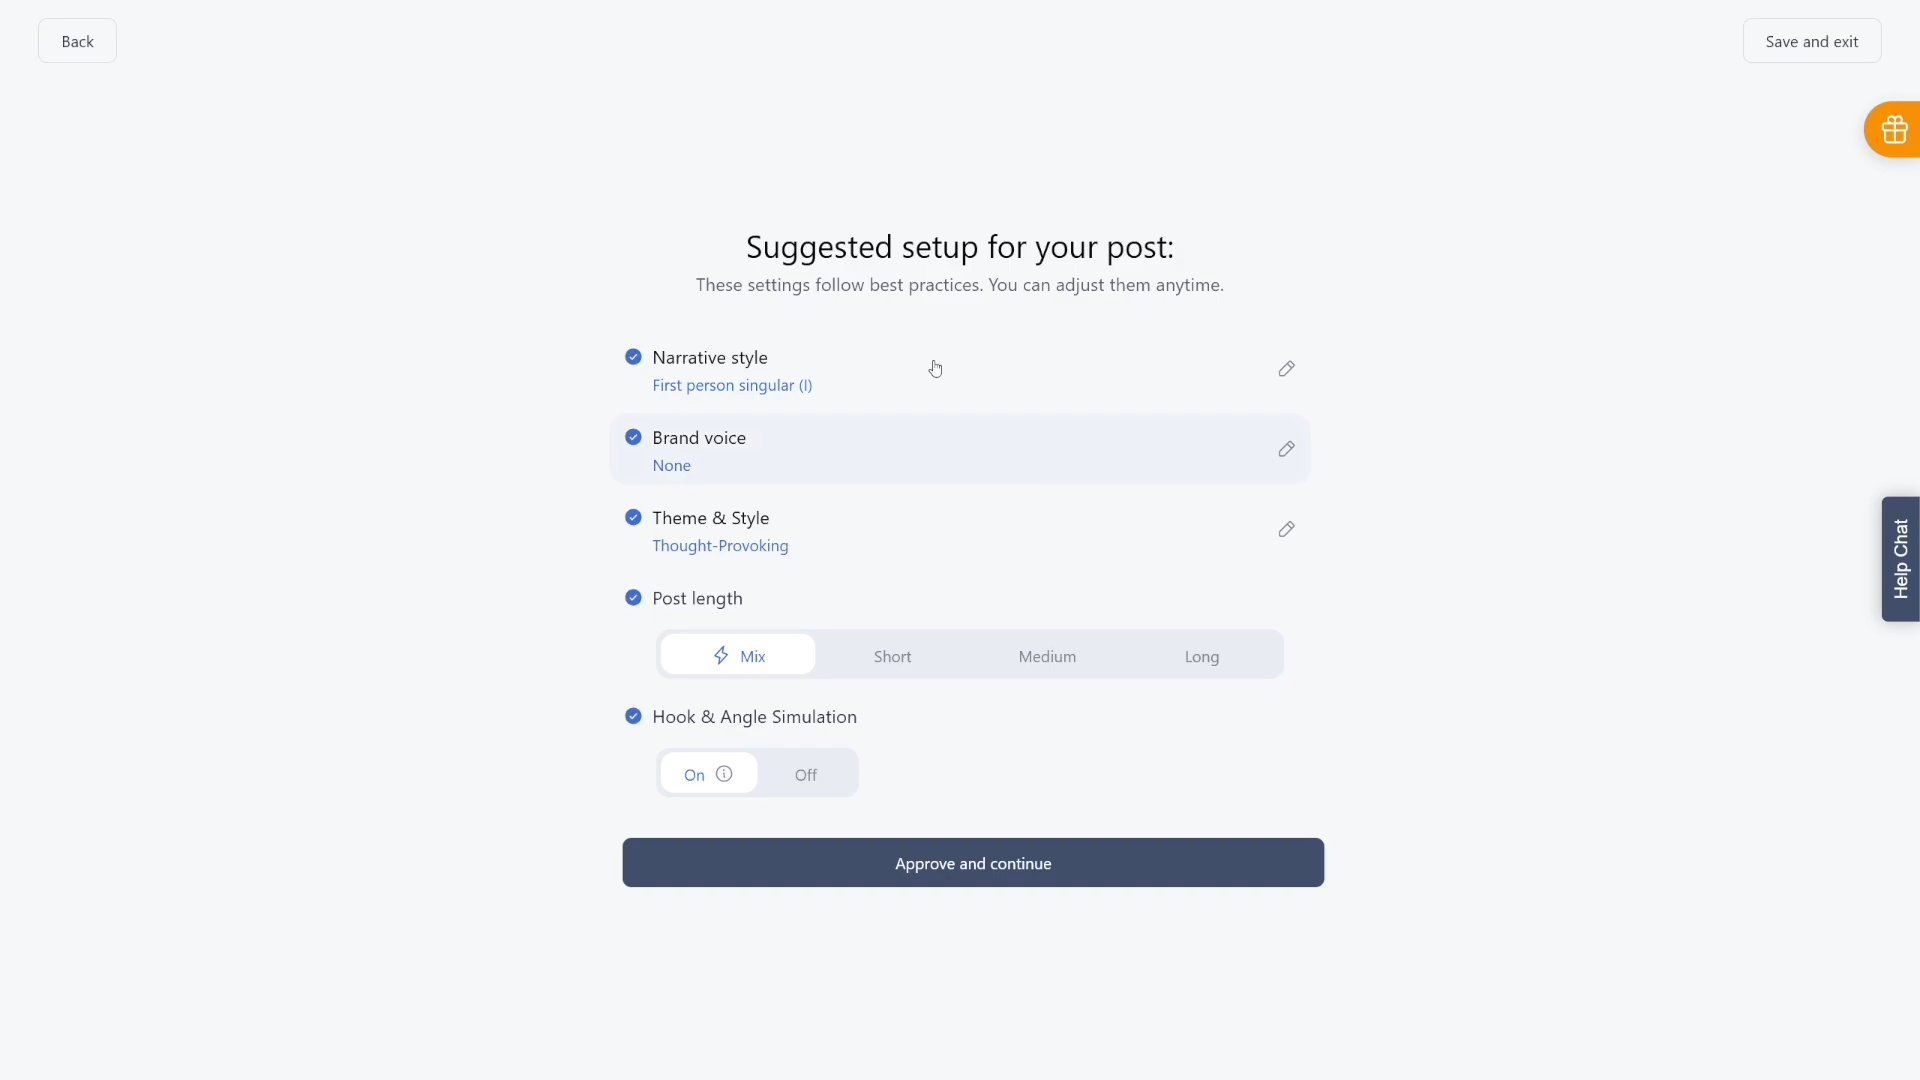 Back
Save and exit
Suggested setup for your post:
These settings follow best practices. You can adjust them anytime.
Narrative style
First person singular (I)
Brand voice
None
Theme & Style
Thought-Provoking
Help Chat
Post length
Mix
Short
Medium
Long
Hook & Angle Simulation
On
Off
Approve and continue